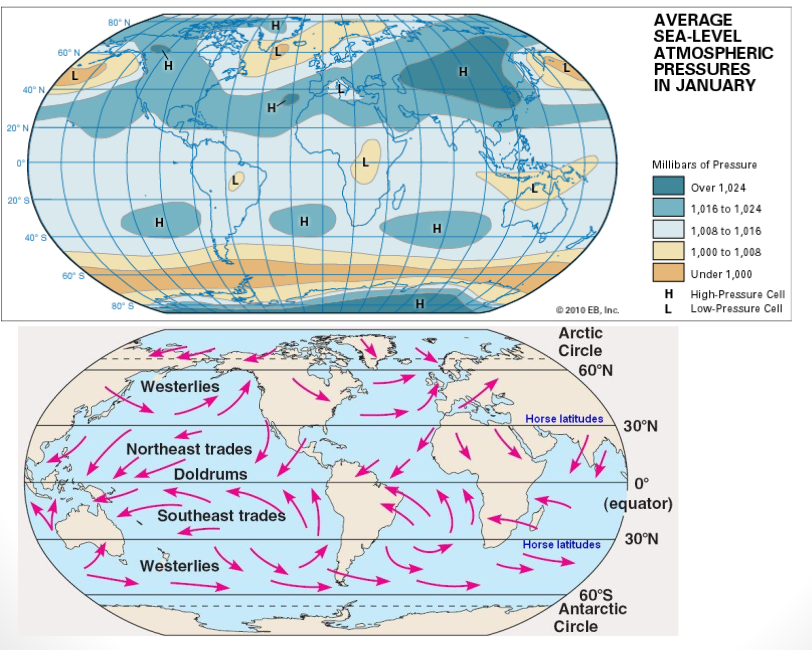 AVERAGE
SEA-LEVEL
ATMOSPHERIC
PRESSURES
IN JANUARY
80° N
60° N
40° N
20° N
0°
20° S
40° S
60° S
80° S
H
L
H
L
H
L
L
H
L
L
L
H
H
H
H
Millibars of Pressure
Over 1,024
1,016 to 1,024
1,008 to 1,016
1,000 to 1,008
Under 1,000
H High-Pressure Cell
L Low-Pressure Cell
© 2010 EB, Inc.
Arctic
Circle
60°N
Westerlies
Horse latitudes
30°N
Northeast trades
Doldrums
0°
(equator)
Southeast trades
Horse latitudes
30°N
Westerlies
60°S
Antarctic
Circle